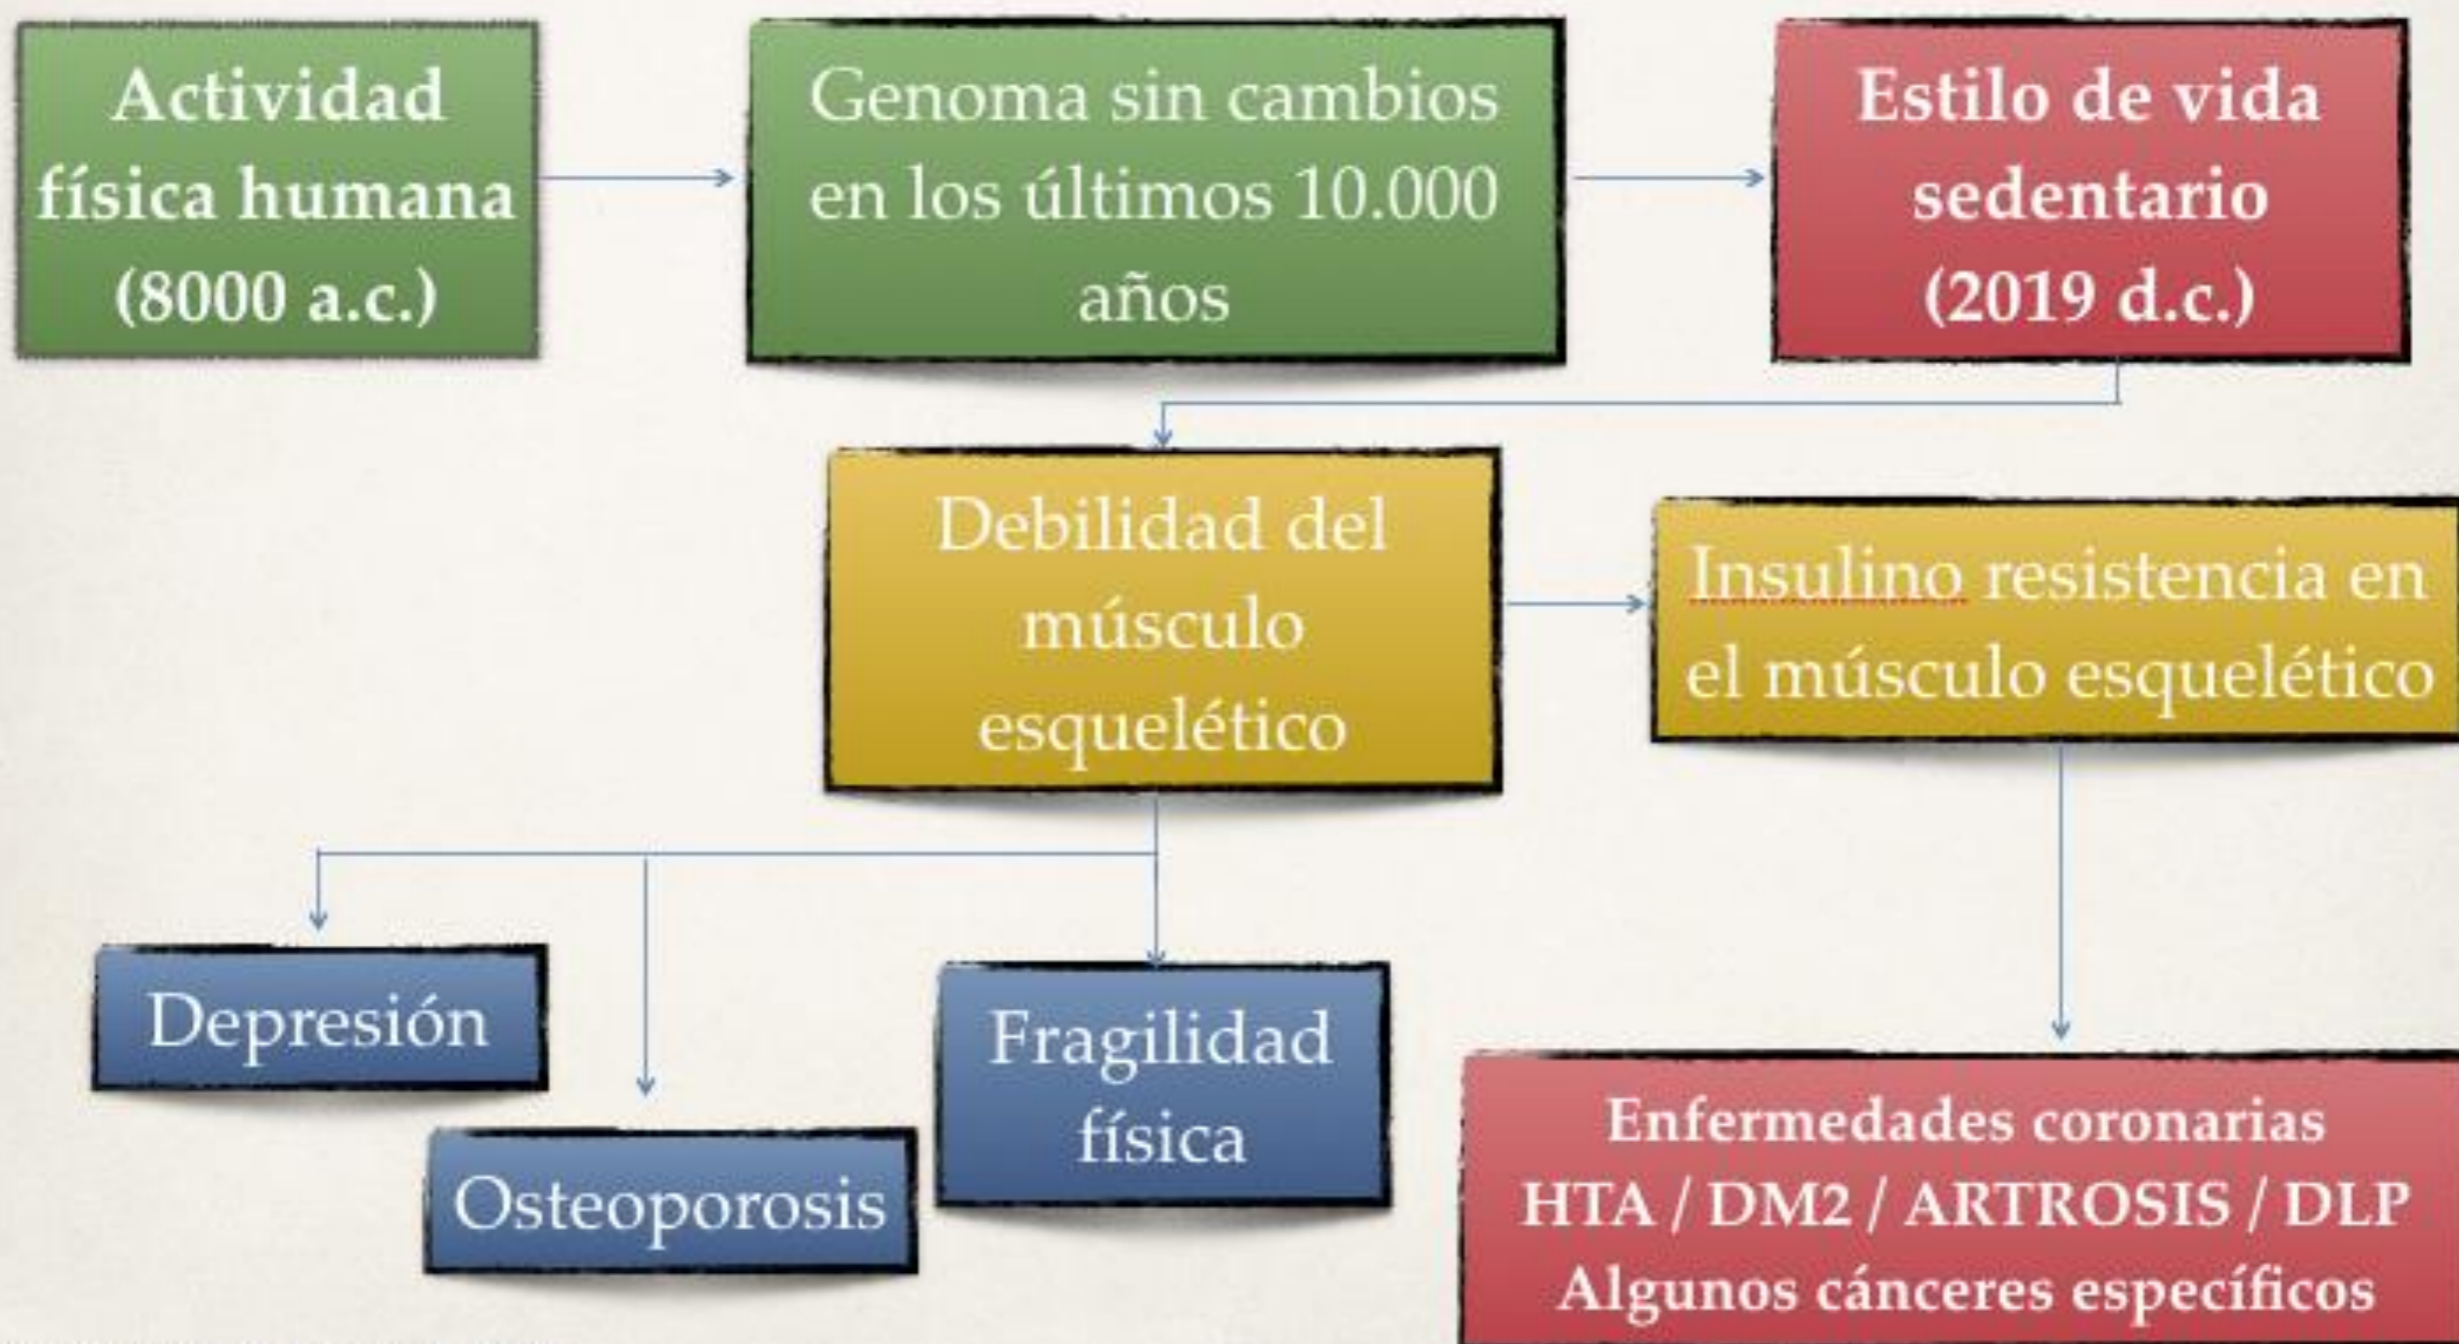 Actividad
física humana
(8000 a.c.)
Genoma sin cambios
en los últimos 10.000
años
Estilo de vida
sedentario
(2019 d.c.)
Debilidad del
músculo
esquelético
Insulino resistencia en
el músculo esquelético
Depresión
Osteoporosis
Fragilidad
física
Enfermedades coronarias
HTA / DM2 / ARTROSIS / DLP
Algunos cánceres específicos